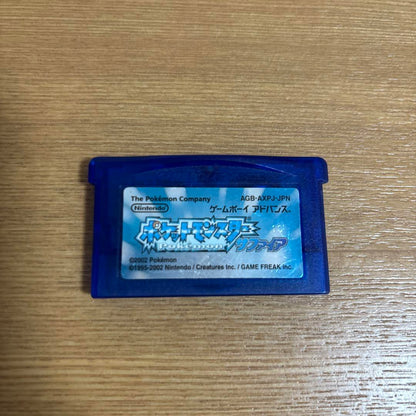 The Pokémon Company AGB-AXPJ-JPN
Nintendo ゲームボーイ アドバンス®
ポケットモンスター
POKéMON サファイア
©2002 Pokémon
©1995-2002 Nintendo / Creatures inc. / GAME FREAK inc.